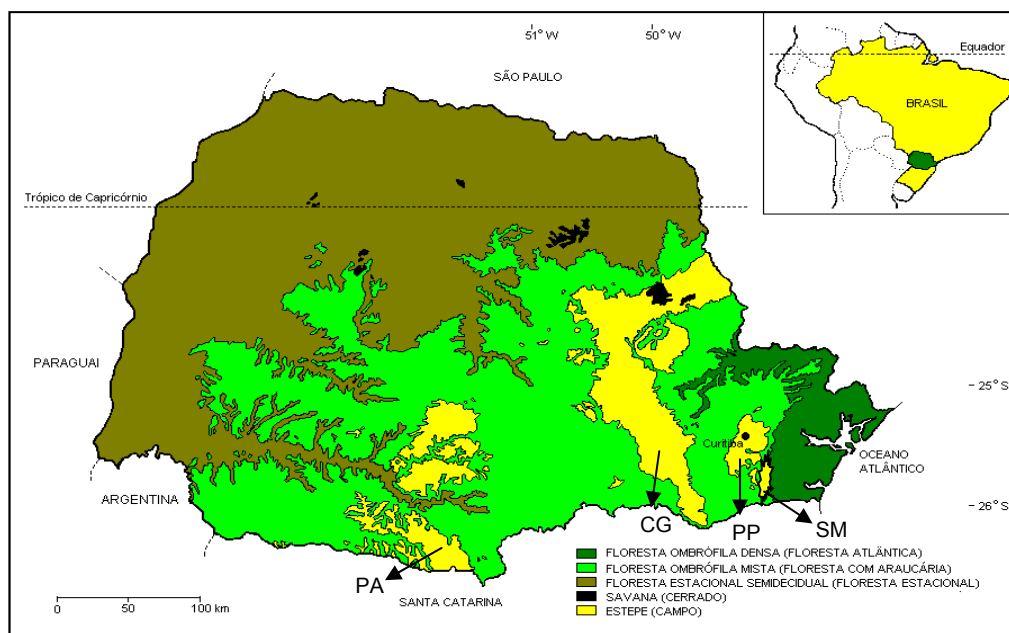 51° W
50° W
SÃO PAULO
Equador
BRASIL
Trópico de Capricórnio
PARAGUAI
25° S
Curitiba
OCEANO
ATLÂNTICO
ARGENTINA
26° S
CG
PP
SM
PA
FLORESTA OMBRÓFILA DENSA (FLORESTA ATLÂNTICA)
FLORESTA OMBRÓFILA MISTA (FLORESTA COM ARAUCÁRIA)
FLORESTA ESTACIONAL SEMIDECIDUAL (FLORESTA ESTACIONAL)
SAVANA (CERRADO)
ESTEPE (CAMPO)
SANTA CATARINA
0 50 100 km